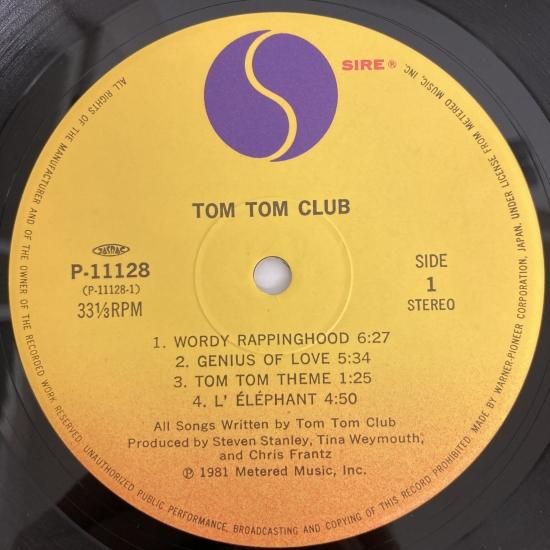 SIRE®
TOM TOM CLUB
JASRAC
P-11128
(P-11128-1)
33⅓RPM
SIDE
1
STEREO
1. WORDY RAPPINGHOOD 6:27
2. GENIUS OF LOVE 5:34
3. TOM TOM THEME 1:25
4. L' ÉLÉPHANT 4:50
All Songs Written by Tom Tom Club
Produced by Steven Stanley, Tina Weymouth,
and Chris Frantz
℗ 1981 Metered Music, Inc.
ALL RIGHTS OF THE MANUFACTURER AND OF THE OWNER OF THE RECORDED WORK RESERVED. UNAUTHORIZED PUBLIC PERFORMANCE, BROADCASTING AND COPYING OF THIS RECORD PROHIBITED. MADE BY WARNER-PIONEER CORPORATION, JAPAN. UNDER LICENSE FROM METERED MUSIC, INC.